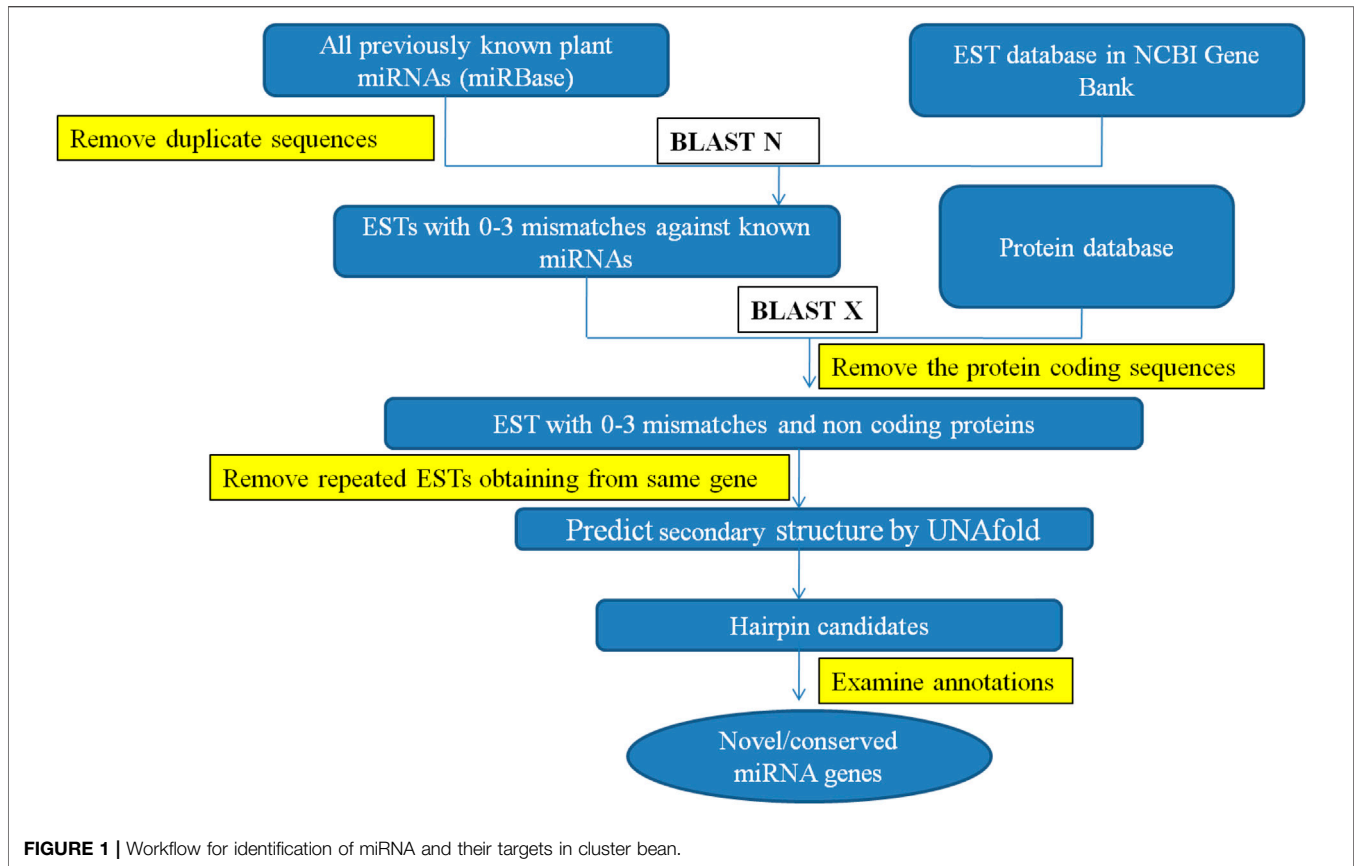 All previously known plant
miRNAs (miRBase)
EST database in NCBI Gene
Bank
Remove duplicate sequences
BLAST N
ESTs with 0-3 mismatches against known
miRNAs
Protein database
BLAST X
Remove the protein coding sequences
EST with 0-3 mismatches and non coding proteins
Remove repeated ESTs obtaining from same gene
Predict secondary structure by UNAfold
Hairpin candidates
Examine annotations
Novel/conserved
miRNA genes
FIGURE 1 | Workflow for identification of miRNA and their targets in cluster bean.